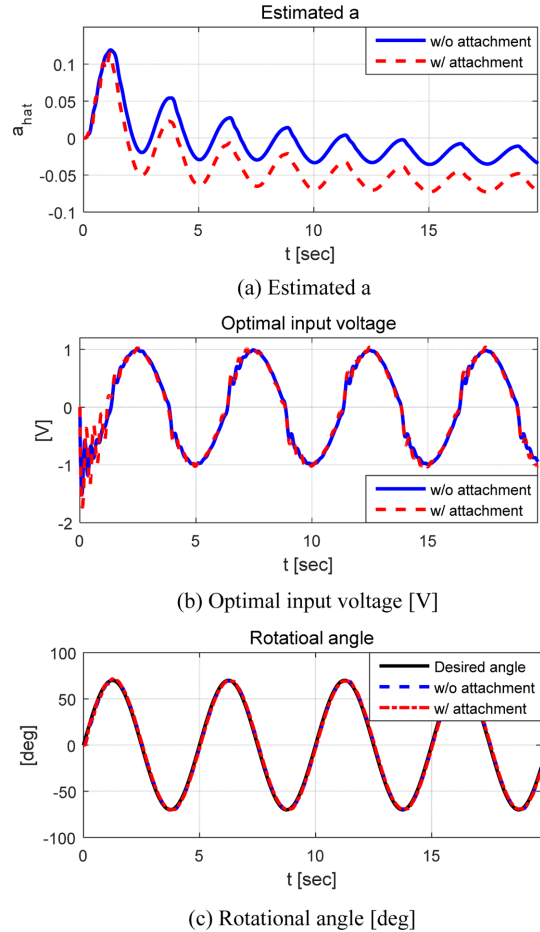 Estimated a
w/o attachment
w/ attachment
a_hat
0.1
0.05
0
-0.05
-0.1
0 5 10 15
t [sec]
(a) Estimated a
Optimal input voltage
[V]
1
0
-1
-2
w/o attachment
w/ attachment
0 5 10 15
t [sec]
(b) Optimal input voltage [V]
Rotatioal angle
Desired angle
w/o attachment
w/ attachment
[deg]
100
50
0
-50
-100
0 5 10 15
t [sec]
(c) Rotational angle [deg]